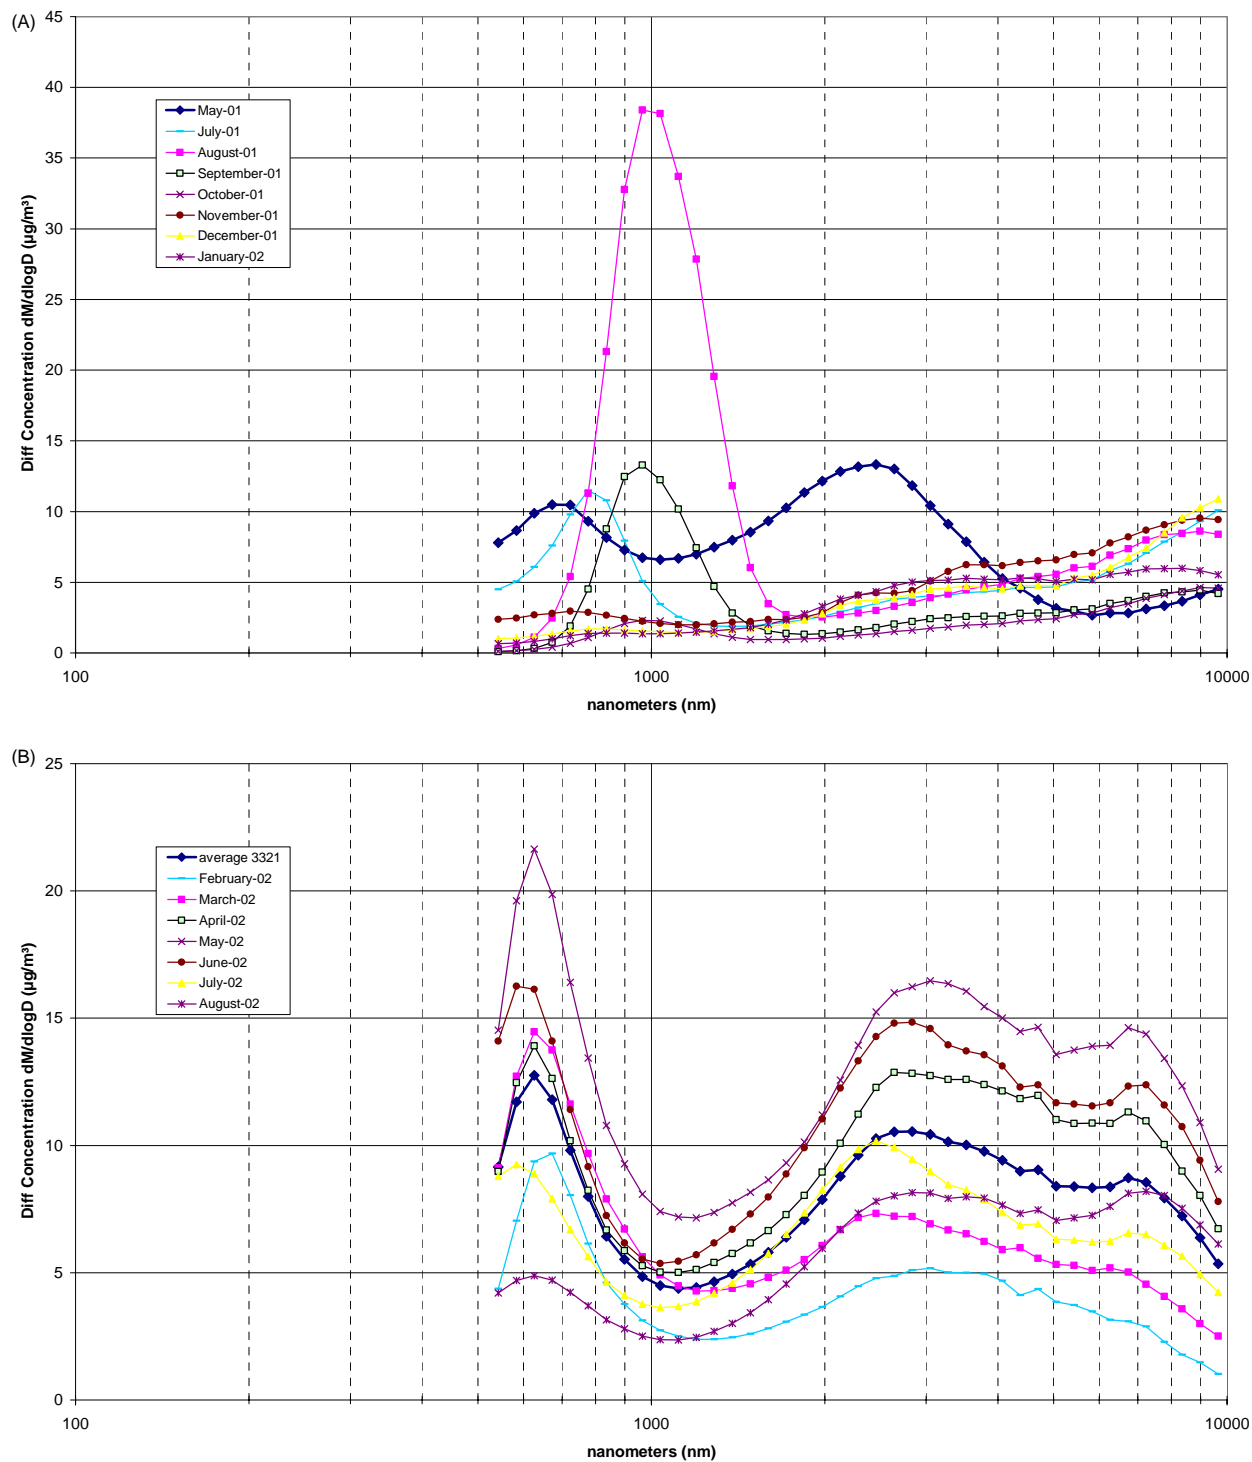 (A)
45
40
35
30
25
20
15
10
5
0
Diff Concentration dM/dlogD (µg/m³)
May-01
July-01
August-01
September-01
October-01
November-01
December-01
January-02
100
1000
10000
nanometers (nm)
(B)
25
20
15
10
5
0
Diff Concentration dM/dlogD (µg/m³)
average 3321
February-02
March-02
April-02
May-02
June-02
July-02
August-02
100
1000
10000
nanometers (nm)